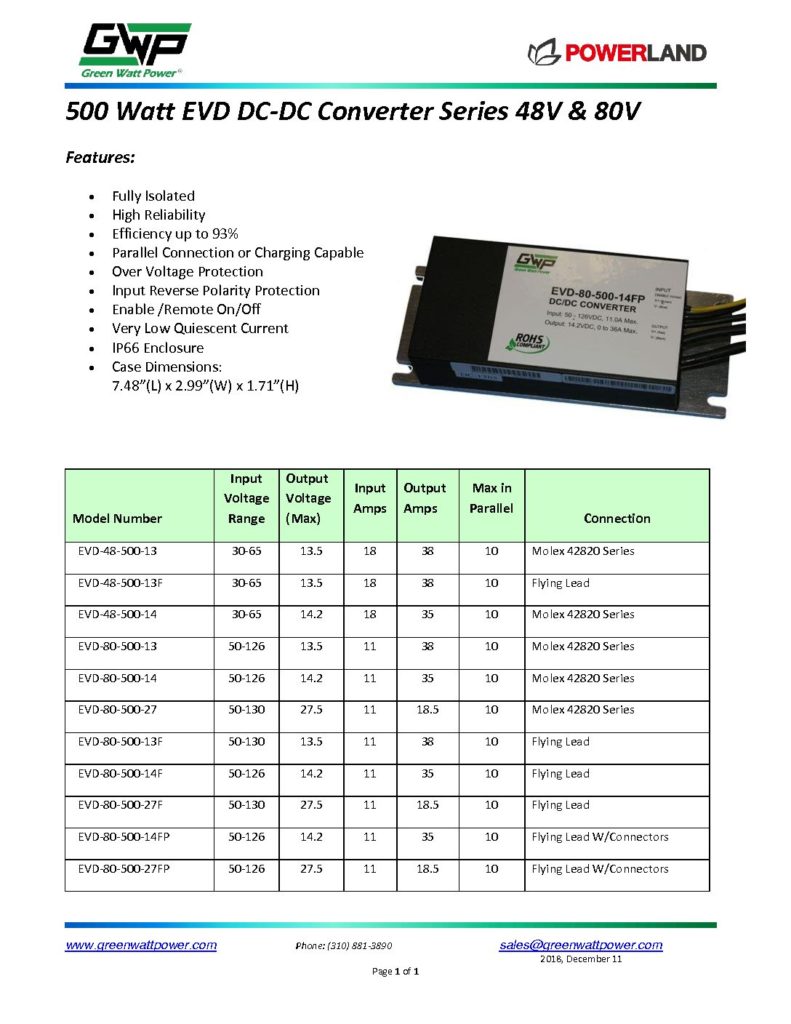 GWP
Green Watt Power®
POWERLAND
500 Watt EVD DC-DC Converter Series 48V & 80V
Features:
• Fully Isolated
• High Reliability
• Efficiency up to 93%
• Parallel Connection or Charging Capable
• Over Voltage Protection
• Input Reverse Polarity Protection
• Enable /Remote On/Off
• Very Low Quiescent Current
• IP66 Enclosure
• Case Dimensions:
7.48”(L) x 2.99”(W) x 1.71”(H)
GWP
Green Watt Power
EVD-80-500-14FP
DC/DC CONVERTER
Input: 50 - 126VDC, 11.0A Max.
Output: 14.2VDC, 0 to 36A Max.
ROHS
COMPLIANT
INPUT
OUTPUT
Model Number Input Voltage Range Output Voltage (Max) Input Amps Output Amps Max in Parallel Connection
EVD-48-500-13 30-65 13.5 18 38 10 Molex 42820 Series
EVD-48-500-13F 30-65 13.5 18 38 10 Flying Lead
EVD-48-500-14 30-65 14.2 18 35 10 Molex 42820 Series
EVD-80-500-13 50-126 13.5 11 38 10 Molex 42820 Series
EVD-80-500-14 50-126 14.2 11 35 10 Molex 42820 Series
EVD-80-500-27 50-130 27.5 11 18.5 10 Molex 42820 Series
EVD-80-500-13F 50-130 13.5 11 38 10 Flying Lead
EVD-80-500-14F 50-126 14.2 11 35 10 Flying Lead
EVD-80-500-27F 50-130 27.5 11 18.5 10 Flying Lead
EVD-80-500-14FP 50-126 14.2 11 35 10 Flying Lead W/Connectors
EVD-80-500-27FP 50-126 27.5 11 18.5 10 Flying Lead W/Connectors
www.greenwattpower.com Phone: (310) 881-3890 sales@greenwattpower.com
2018, December 11
Page 1 of 1